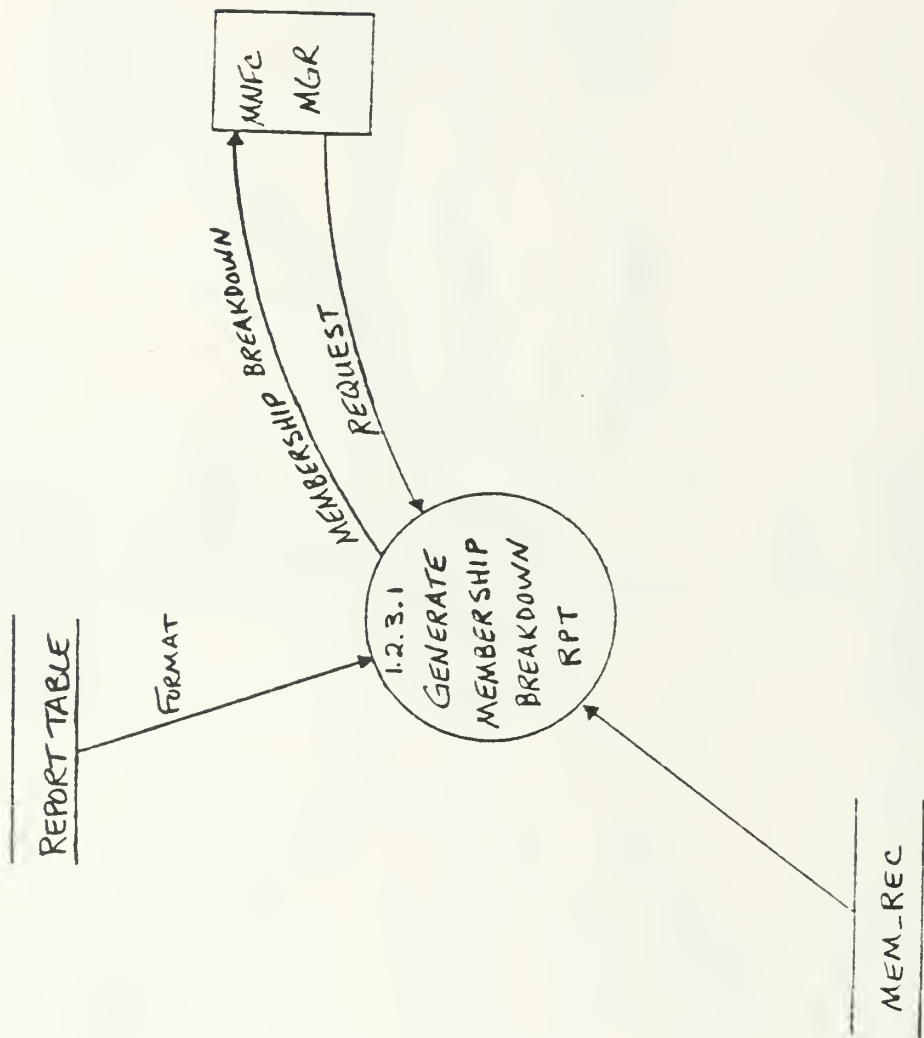 REPORT TABLE
FORMAT
MNFC
MGR
MEMBERSHIP BREAKDOWN
REQUEST
1.2.3.1
GENERATE
MEMBERSHIP
BREAKDOWN
RPT
MEM_REC